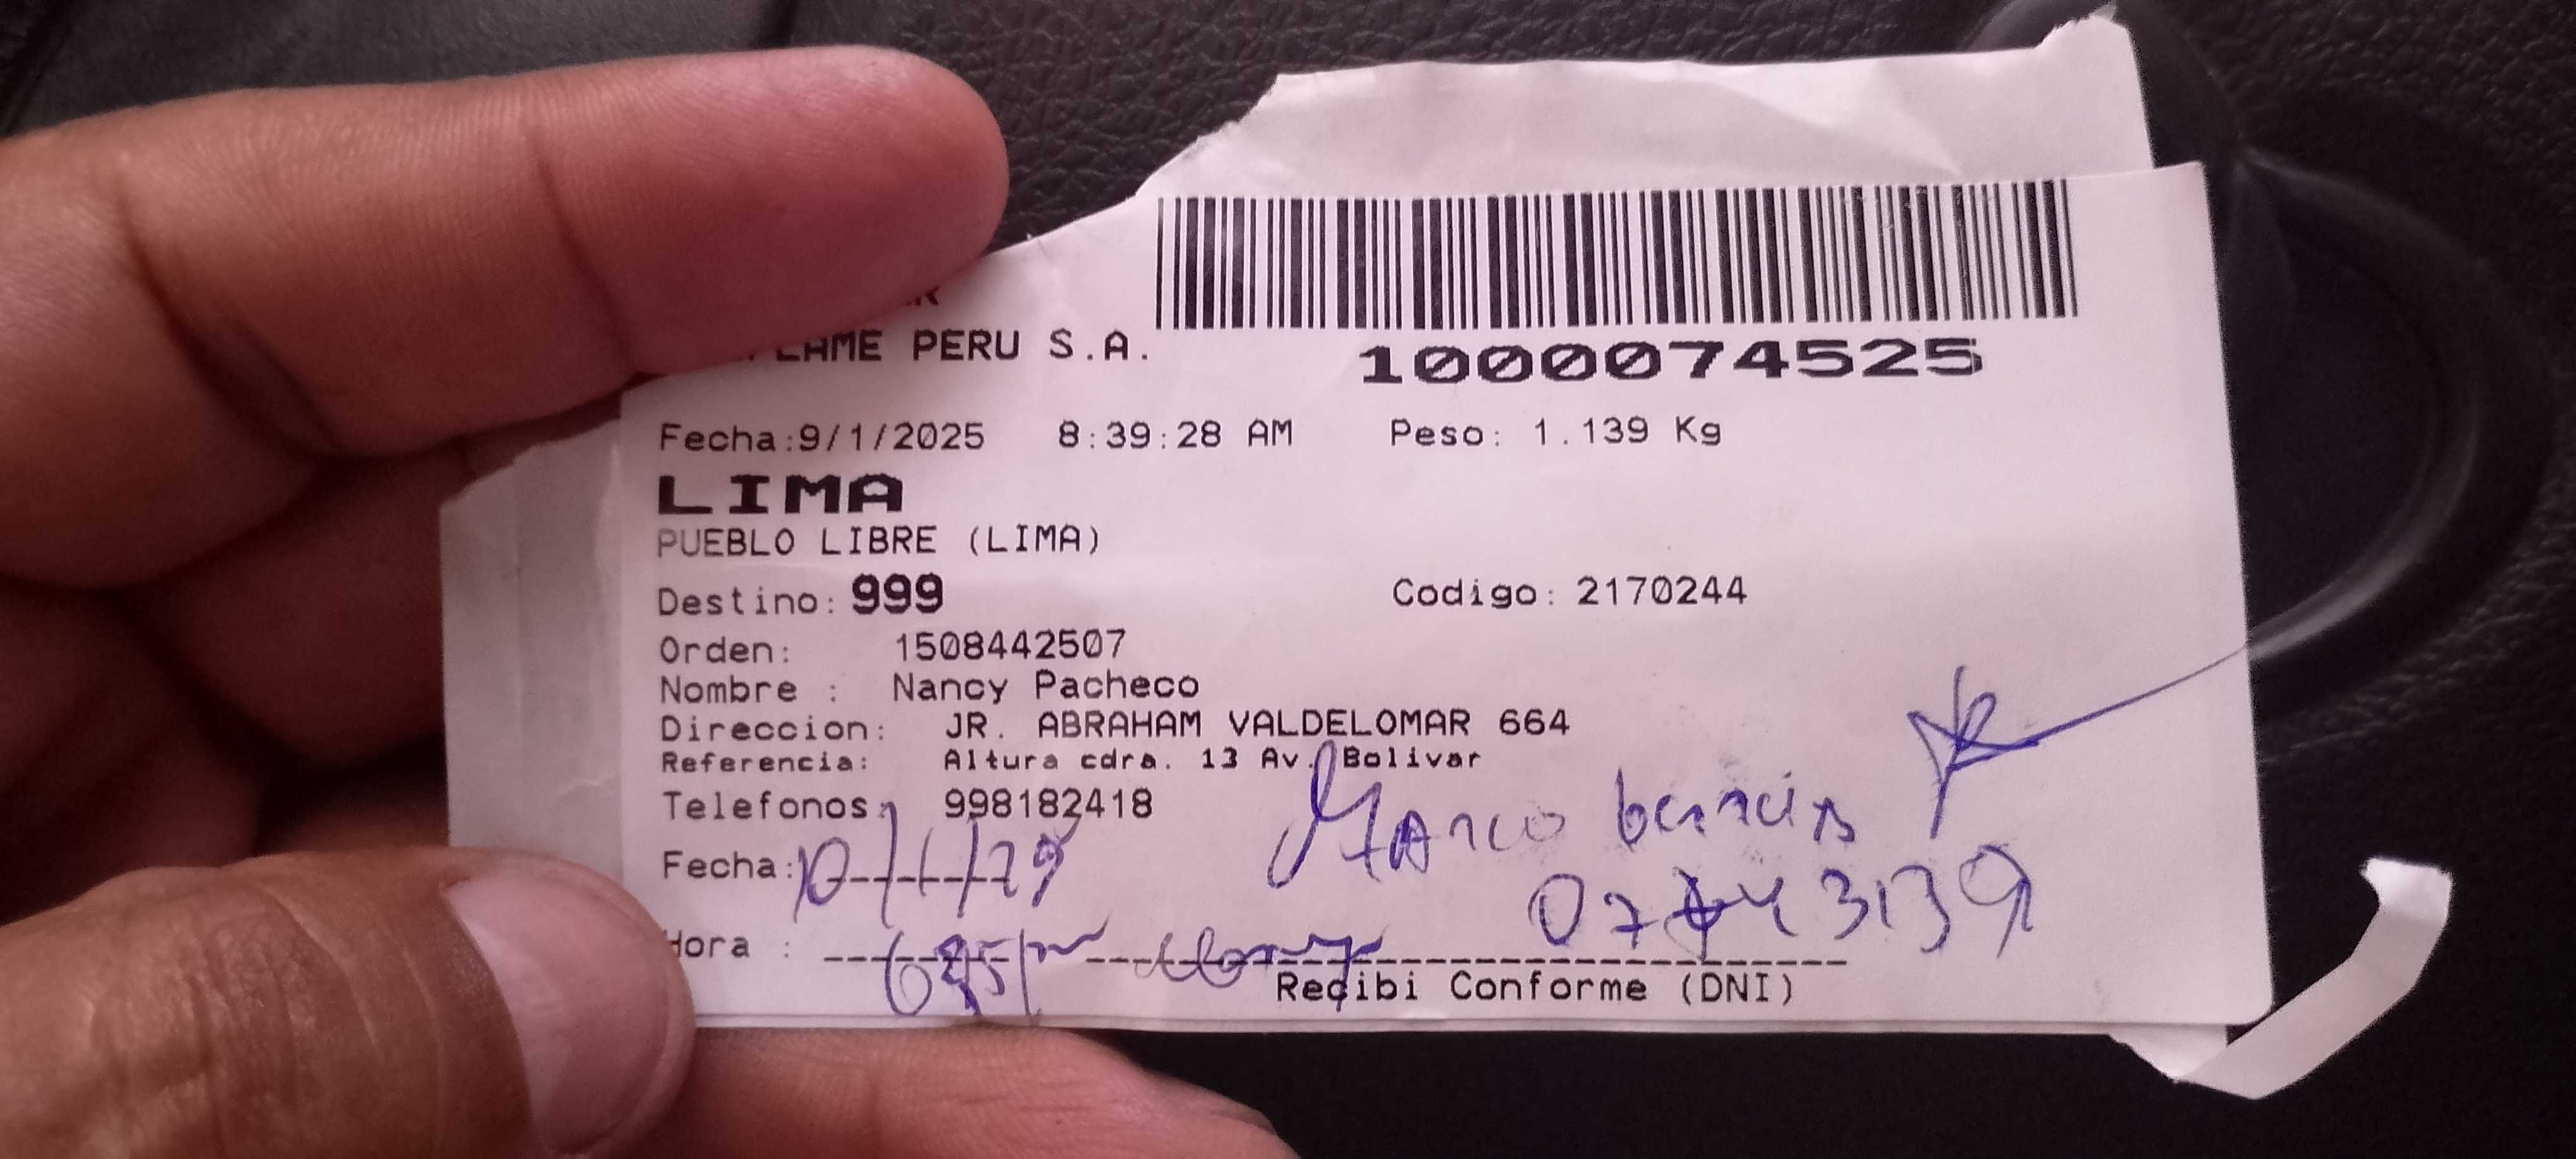 PERU S.A.
1000074525
Fecha:9/1/2025 8:39:28 AM Peso: 1.139 Kg
LIMA
PUEBLO LIBRE (LIMA)
Destino: 999 Codigo: 2170244
Orden: 1508442507
Nombre : Nancy Pacheco
Direccion: JR. ABRAHAM VALDELOMAR 664
Referencia: Altura cdra. 13 Av. Bolivar
Telefonos: 998182418
Marco
Fecha:
Hora :
Recibi Conforme (DNI)